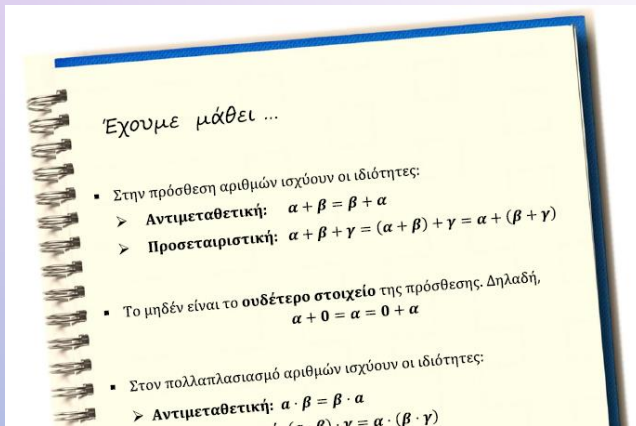 Έχουμε μάθει ...
▪ Στην πρόσθεση αριθμών ισχύουν οι ιδιότητες:
➢ Αντιμεταθετική: α + β = β + α
➢ Προσεταιριστική: α + β + γ = (α + β) + γ = α + (β + γ)
▪ Το μηδέν είναι το ουδέτερο στοιχείο της πρόσθεσης. Δηλαδή,
α + 0 = α = 0 + α
▪ Στον πολλαπλασιασμό αριθμών ισχύουν οι ιδιότητες:
➢ Αντιμεταθετική: α · β = β · α
β) · γ = α · (β · γ)